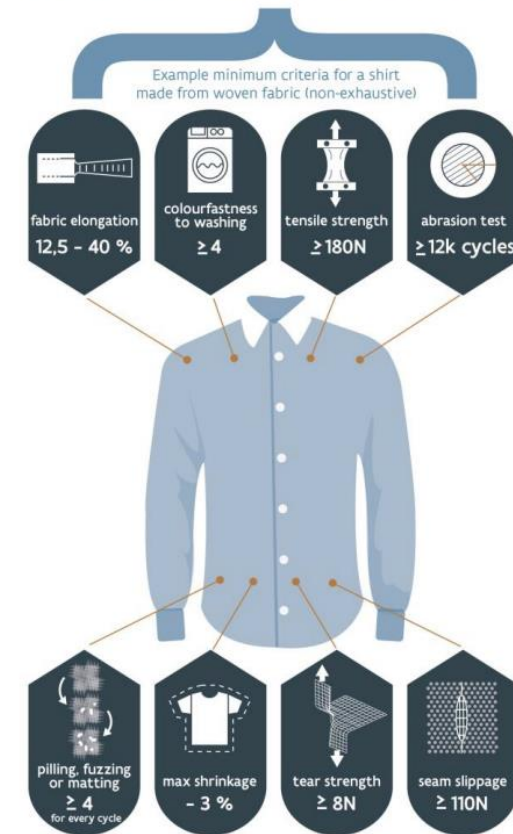 Example minimum criteria for a shirt
made from woven fabric (non-exhaustive)
fabric elongation
12,5 - 40 %
colourfastness
to washing
≥ 4
tensile strength
≥ 180N
abrasion test
≥ 12k cycles
pilling, fuzzing
or matting
≥ 4
for every cycle
max shrinkage
- 3 %
tear strength
≥ 8N
seam slippage
≥ 110N